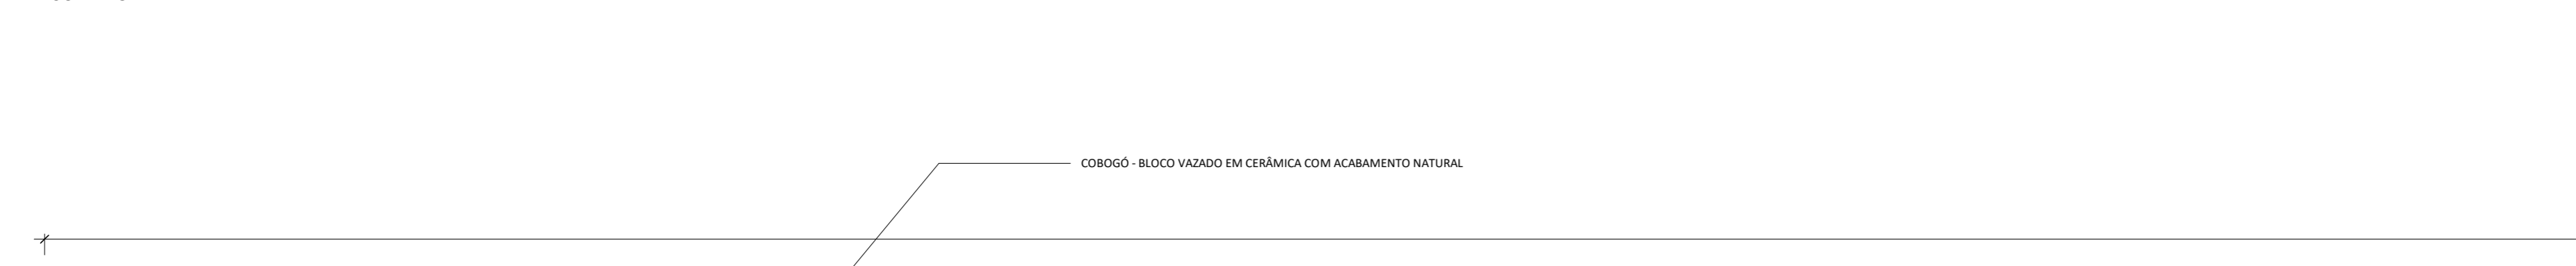 COBOGÓ - BLOCO VAZADO EM CERÂMICA COM ACABAMENTO NATURAL